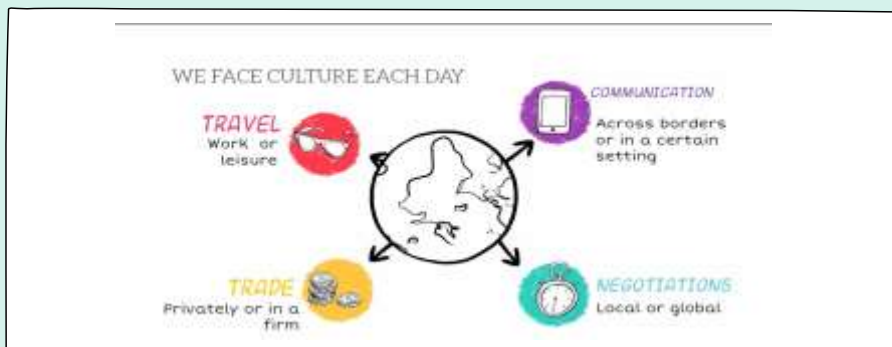 WE FACE CULTURE EACH DAY
TRAVEL
Work or
leisure
COMMUNICATION
Across borders
or in a certain
setting
TRADE
Privately or in a
firm
NEGOTIATIONS
Local or global